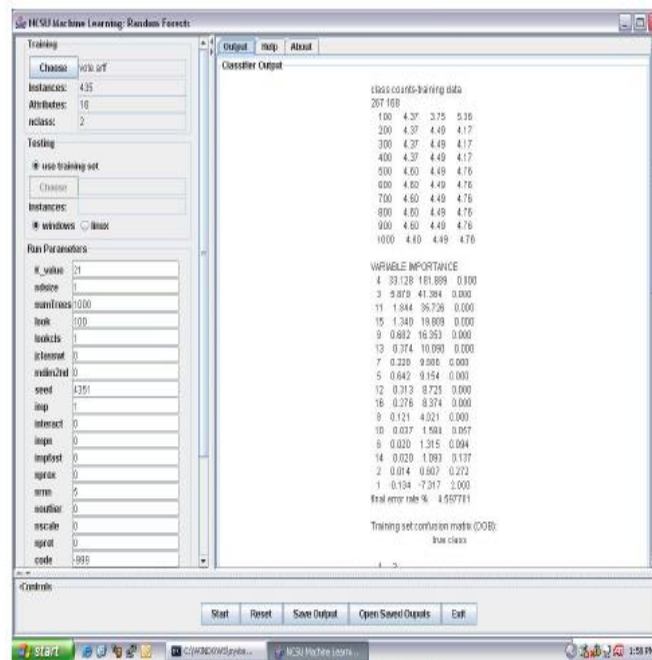 NCSU Machine Learning: Random Forests
Training
Choose vote.arff
Instances: 435
Attributes: 16
nclass: 2
Testing
use training set
Choose
Instances:
windows linux
Run Parameters
K_value 21
ndsize 1
numTrees 1000
look 100
lookcls 1
jclasswt 0
mdim2nd 0
seed 4351
imp 1
interact 0
impn 0
impfast 0
nprox 0
nrnn 5
noutlier 0
nscale 0
nprot 0
code -999
Output Help About
Classifier Output
class counts-training data
267 168
100 4.37 3.75 5.36
200 4.37 4.49 4.17
300 4.37 4.49 4.17
400 4.37 4.49 4.17
500 4.60 4.49 4.76
600 4.60 4.49 4.76
700 4.60 4.49 4.76
800 4.60 4.49 4.76
900 4.60 4.49 4.76
1000 4.60 4.49 4.76
VARIABLE IMPORTANCE
4 33.128 181.889 0.000
3 5.879 41.384 0.000
11 1.844 35.726 0.000
15 1.340 19.809 0.000
9 0.682 16.353 0.000
13 0.374 10.090 0.000
7 0.220 0.000
5 0.642 9.154 0.000
12 0.313 8.725 0.000
16 0.276 8.374 0.000
8 0.121 4.021 0.000
10 0.037 1.584 0.057
6 0.020 1.315 0.094
14 0.020 1.093 0.137
2 0.014 0.607 0.272
1 -0.134 -7.317 2.000
final error rate % 4.597701
Training set confusion matrix (OOB):
true class
1 2
Controls
Start Reset Save Output Open Saved Ouputs Exit
start C:\WINDOWS\system... NCSU Machine Learni... 1:58 PM